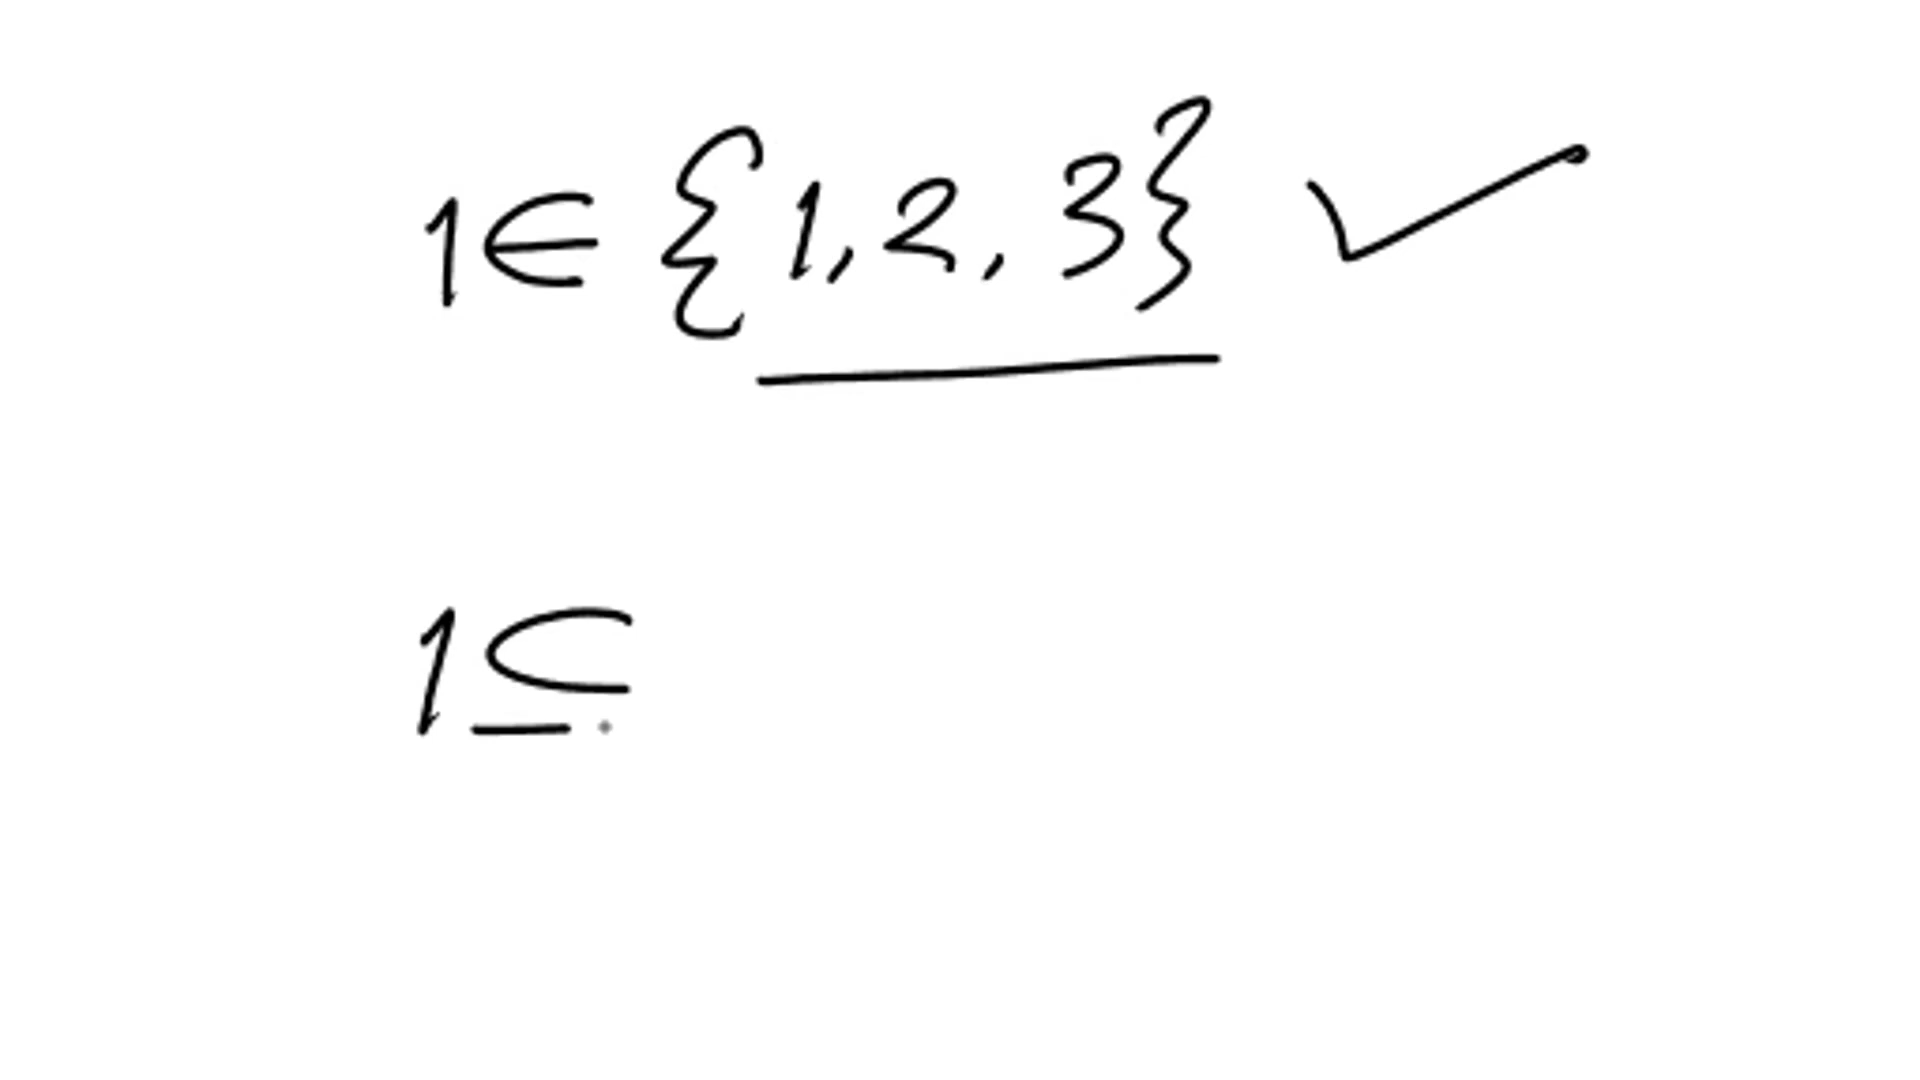 1 ∈ {1, 2, 3} ✓
1 ⊆